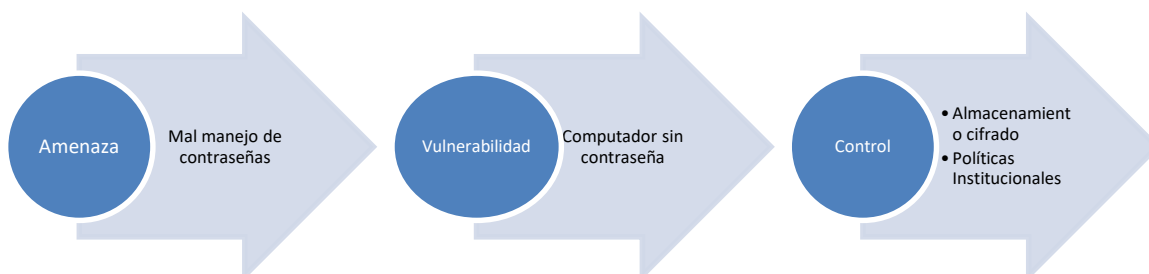 Amenaza
Mal manejo de
contraseñas
Vulnerabilidad
Computador sin
contraseña
Control
• Almacenamient
o cifrado
• Políticas
Institucionales